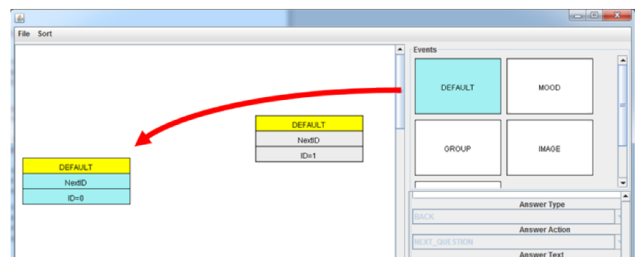 File Sort
Events
DEFAULT MOOD
GROUP IMAGE
DEFAULT
NextID
ID=1
DEFAULT
NextID
ID=0
Answer Type
RACK
Answer Action
NEXT_QUESTION
Answer Text